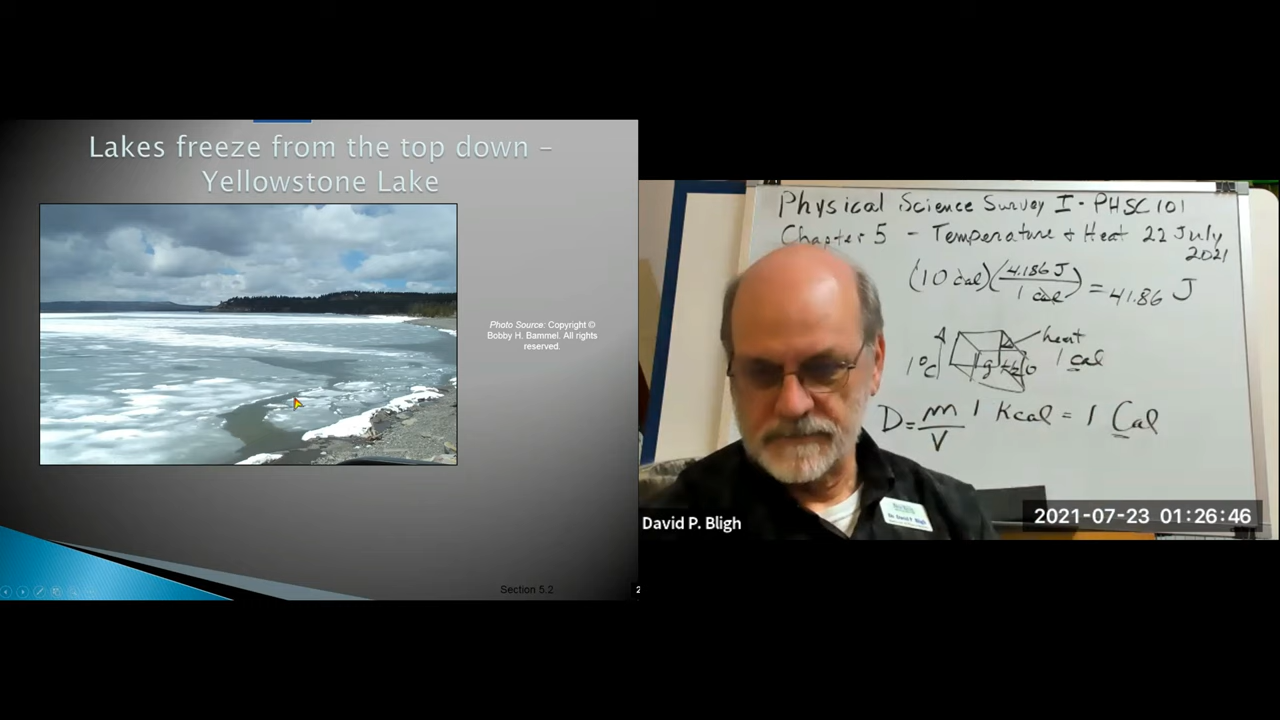 Lakes freeze from the top down –
Yellowstone Lake
Photo Source: Copyright ©
Bobby H. Bammel. All rights
reserved.
Section 5.2
2
Physical Science Survey I - PHSC 101
Chapter 5 - Temperature + Heat 22 July
2021
(10 cal)(4.186 J / 1 cal) = 41.86 J
heat
1 cal
1°C
1 g H2O
D = m/V 1 Kcal = 1 Cal
David P. Bligh
2021-07-23 01:26:46